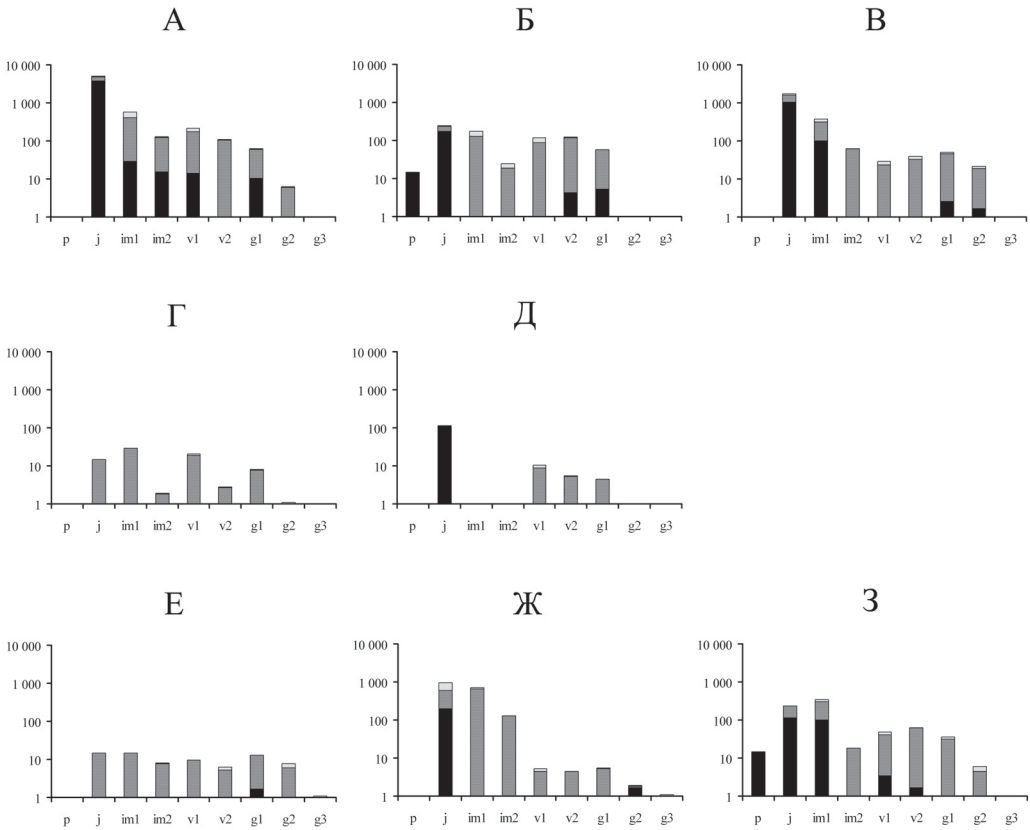 А Б В
10 000 10 000 10 000
1 000 1 000 1 000
100 100 100
10 10 10
1 1 1
p j im1 im2 v1 v2 g1 g2 g3 p j im1 im2 v1 v2 g1 g2 g3 p j im1 im2 v1 v2 g1 g2 g3
Г Д
10 000 10 000
1 000 1 000
100 100
10 10
1 1
p j im1 im2 v1 v2 g1 g2 g3 p j im1 im2 v1 v2 g1 g2 g3
Е Ж З
10 000 10 000 10 000
1 000 1 000 1 000
100 100 100
10 10 10
1 1 1
p j im1 im2 v1 v2 g1 g2 g3 p j im1 im2 v1 v2 g1 g2 g3 p j im1 im2 v1 v2 g1 g2 g3